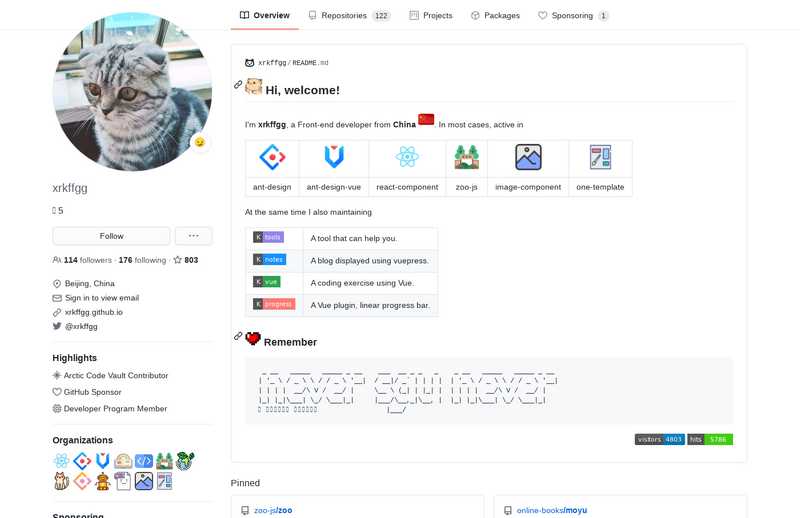 Overview
Repositories 122
Projects
Packages
Sponsoring 1
xrkffgg
5
Follow
114 followers · 176 following · 803
Beijing, China
Sign in to view email
xrkffgg.github.io
@xrkffgg
Highlights
Arctic Code Vault Contributor
GitHub Sponsor
Developer Program Member
Organizations
Sponsoring
xrkffgg/README.md
Hi, welcome!
I'm xrkffgg, a Front-end developer from China . In most cases, active in
ant-design ant-design-vue react-component zoo-js image-component one-template
At the same time I also maintaining
K tools A tool that can help you.
K notes A blog displayed using vuepress.
K vue A coding exercise using Vue.
K progress A Vue plugin, linear progress bar.
Remember
never say never
visitors 4803 hits 5786
Pinned
zoo-js/zoo
online-books/moyu